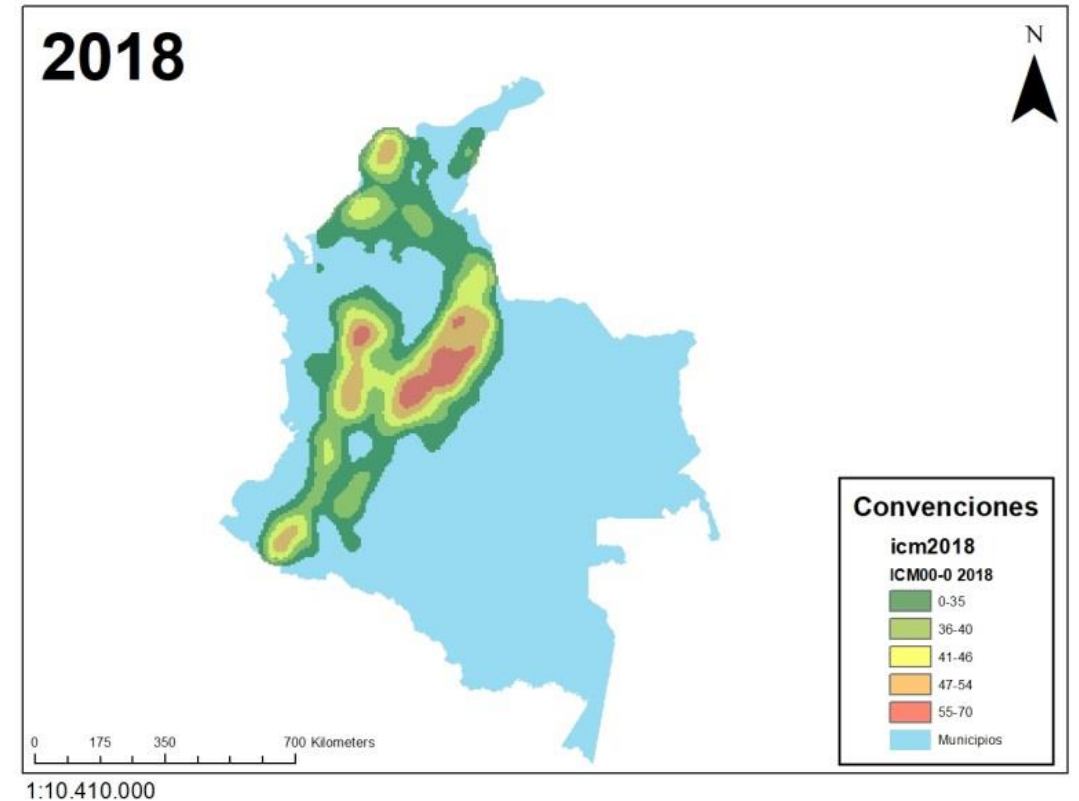 2018
N
Convenciones
icm2018
ICM00-0 2018
0-35
36-40
41-46
47-54
55-70
Municipios
0 175 350 700 Kilometers
1:10.410.000